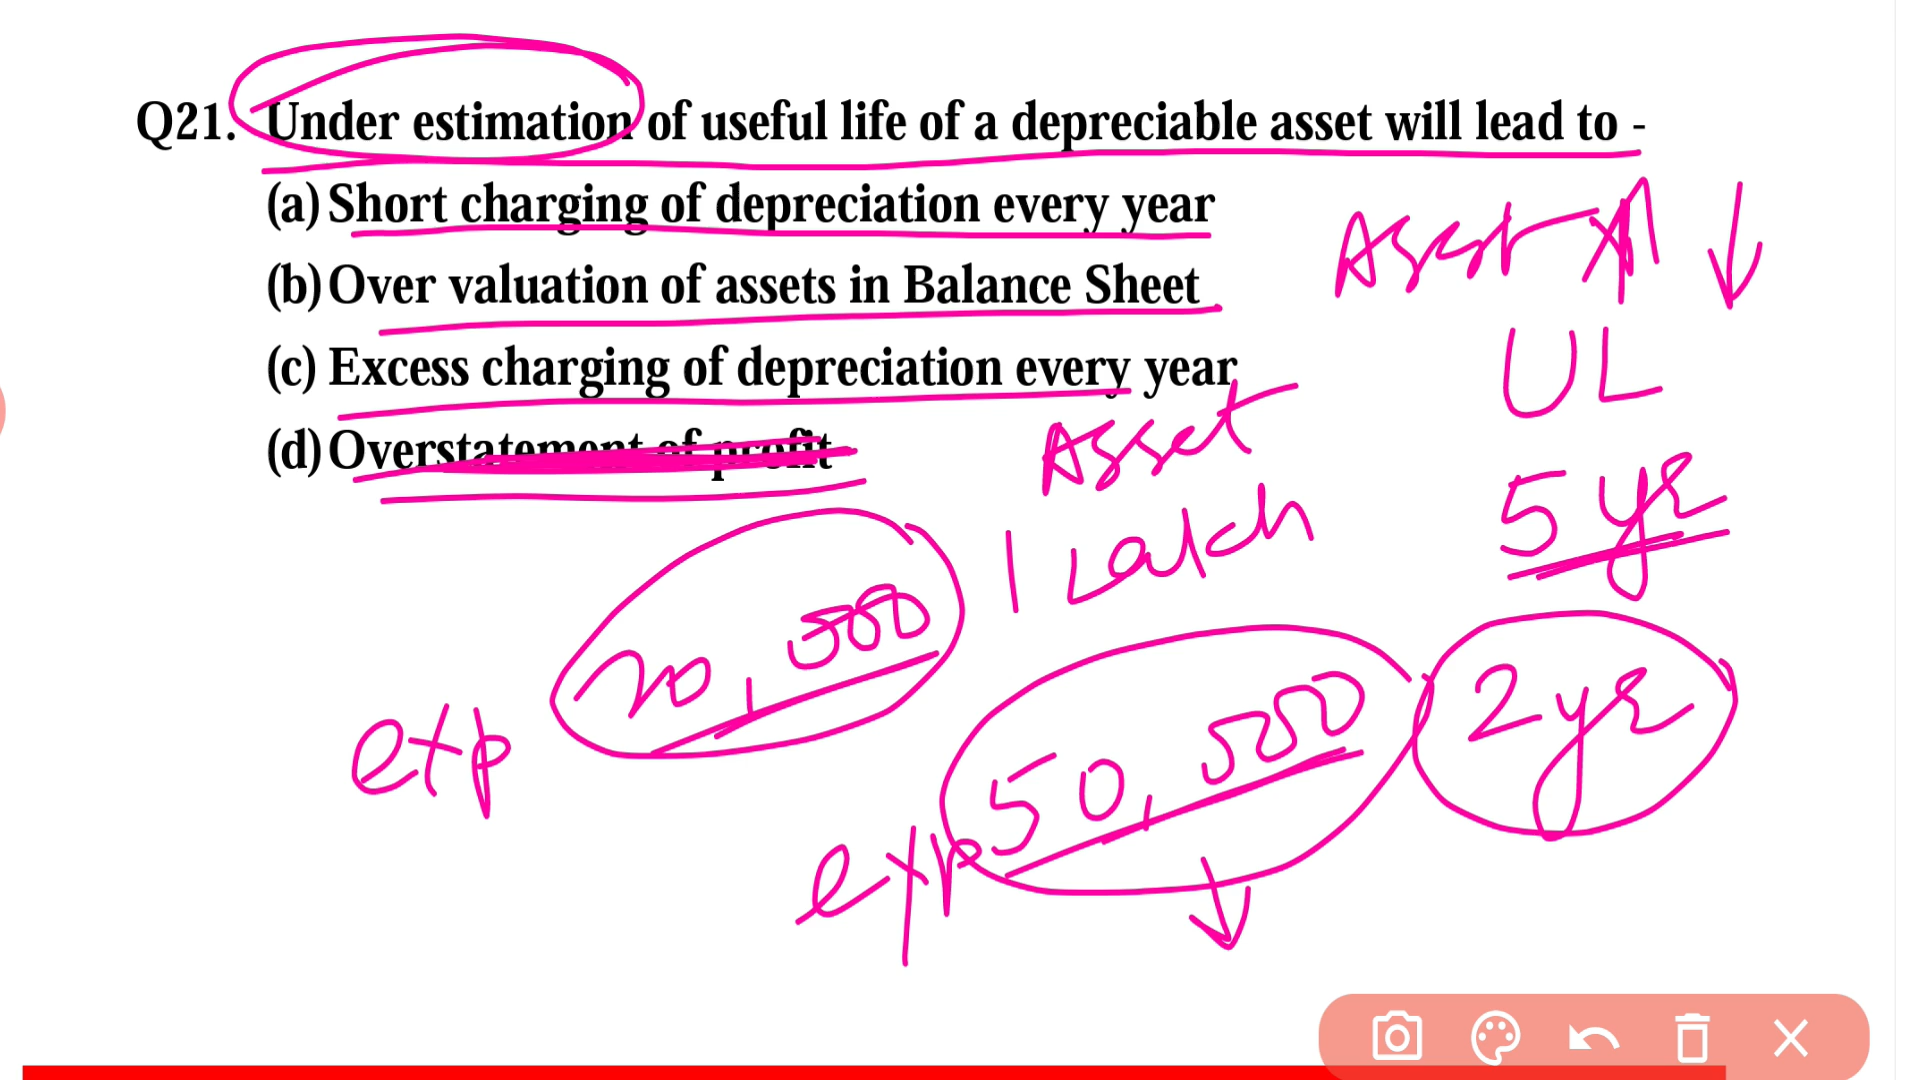 Q21. Under estimation of useful life of a depreciable asset will lead to -
(a) Short charging of depreciation every year
(b) Over valuation of assets in Balance Sheet
(c) Excess charging of depreciation every year
(d) Overstatement of profit
Asset
UL
Asset
1 Lakh
5 yr
exp 20,000
exp 50,000
2 yr